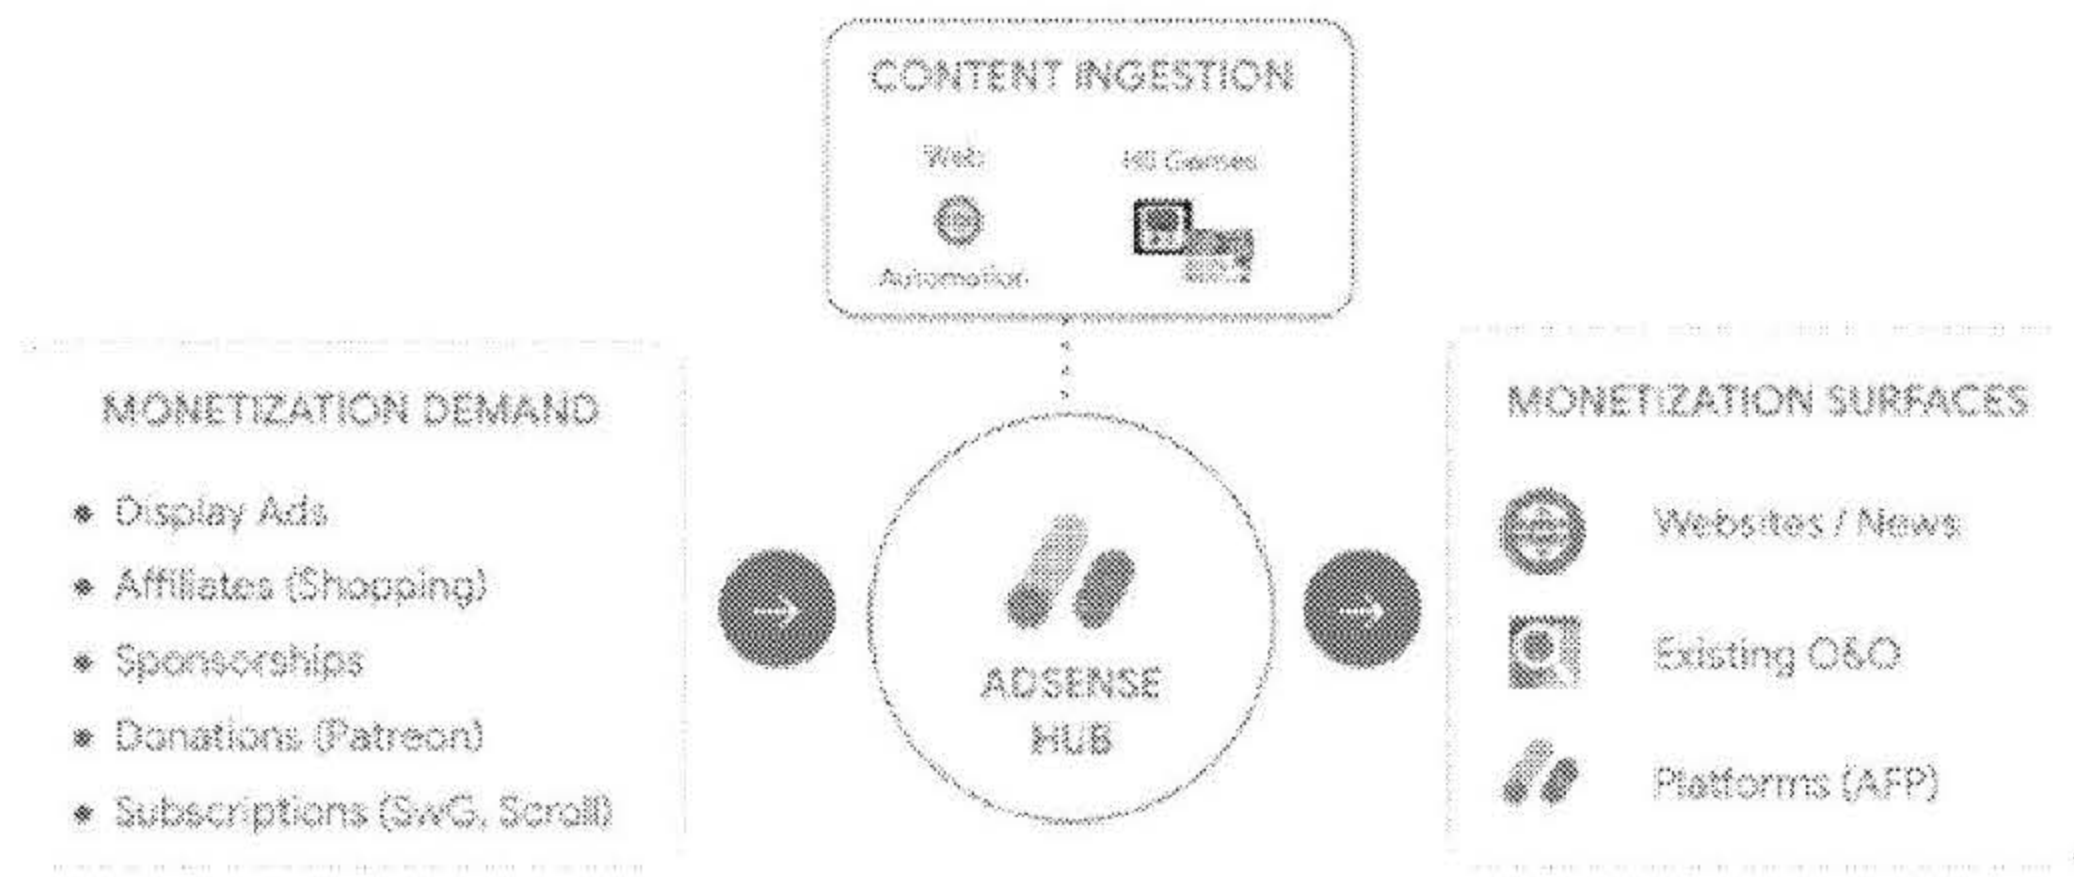 CONTENT INGESTION
Web
H5 Games
Automation
MONETIZATION DEMAND
Display Ads
Affiliates (Shopping)
Sponsorships
Donations (Patreon)
Subscriptions (SwG, Scroll)
ADSENSE
HUB
MONETIZATION SURFACES
Websites / News
Existing O&O
Platforms (AFP)